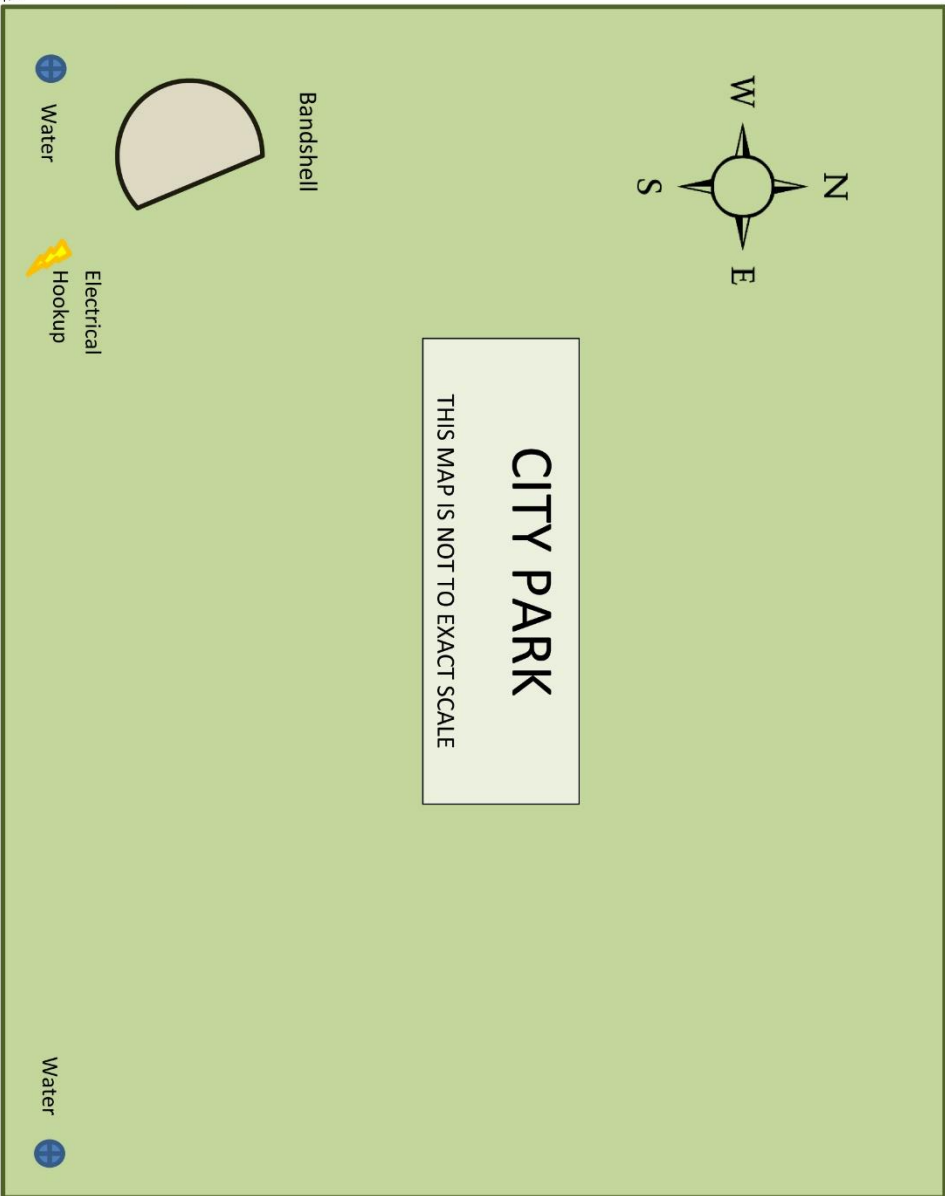 N
W
E
S
CITY PARK
THIS MAP IS NOT TO EXACT SCALE
Bandshell
Electrical
Hookup
Water
Water